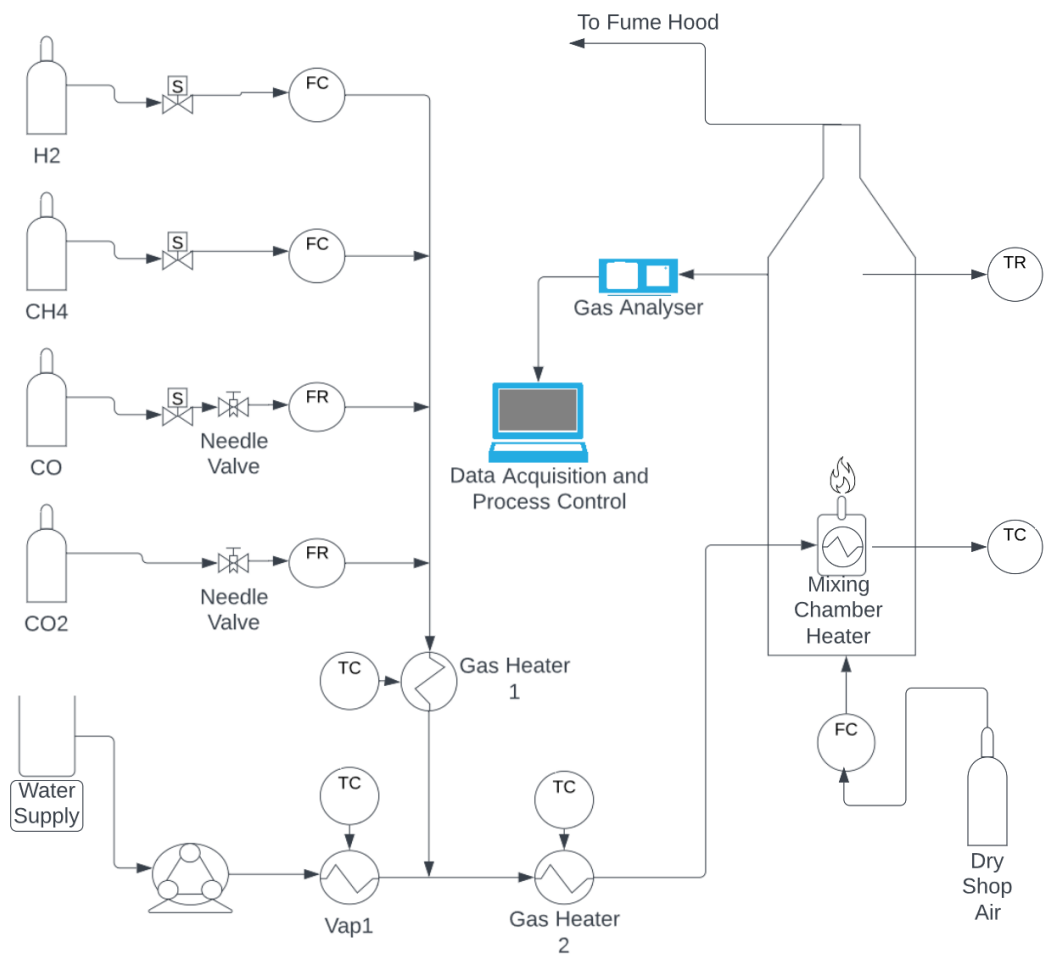 To Fume Hood
S
FC
H2
S
FC
CH4
TR
Gas Analyser
S
FR
CO
Needle
Valve
Data Acquisition and
Process Control
FR
CO2
Needle
Valve
TC
Mixing
Chamber
Heater
TC
Gas Heater
1
FC
Water
Supply
TC
TC
Dry
Shop
Air
Vap1
Gas Heater
2